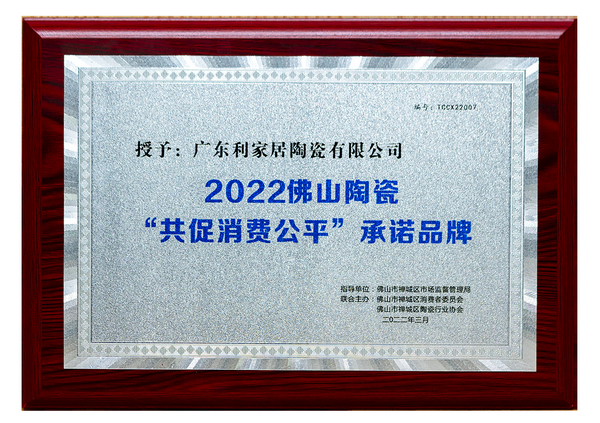 编号：TCCX22007
授予：广东利家居陶瓷有限公司
2022佛山陶瓷
“共促消费公平”承诺品牌
指导单位：佛山市禅城区市场监督管理局
联合主办：佛山市禅城区消费者委员会
佛山市禅城区陶瓷行业协会
二〇二二年三月